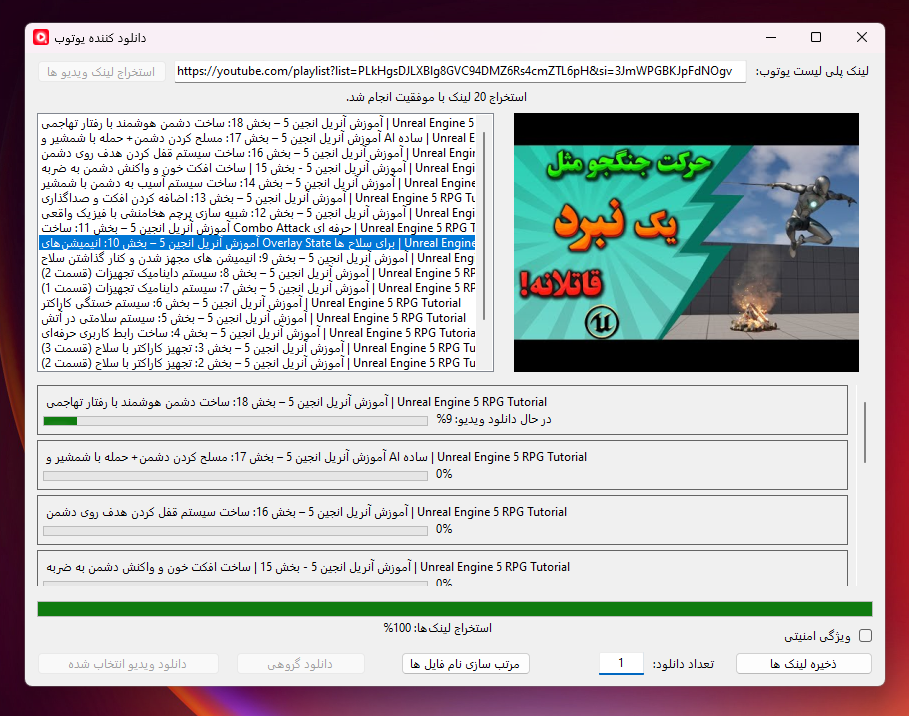 دانلود کننده یوتوب
لینک پلی لیست یوتوب:
https://youtube.com/playlist?list=PLkHgsDJLXBIg8GVC94DMZ6Rs4cmZTL6pH&si=3JmWPGBKJpFdNOgv
استخراج لینک ویدیو ها
استخراج 20 لینک با موفقیت انجام شد.
آموزش آنریل انجین 5 – بخش 18: ساخت دشمن هوشمند با رفتار تهاجمی | Unreal Engine 5
ساده AI آموزش آنریل انجین 5 – بخش 17: مسلح کردن دشمن+ حمله با شمشیر و | Unreal E
آموزش آنریل انجین 5 – بخش 16: ساخت سیستم قفل کردن هدف روی دشمن | Unreal Engin
آموزش آنریل انجین 5 - بخش 15 | ساخت افکت خون و واکنش دشمن به ضربه | Unreal Engi
آموزش آنریل انجین 5 – بخش 14: ساخت سیستم آسیب به دشمن با شمشیر | Unreal Engine
آموزش آنریل انجین 5 – بخش 13: اضافه کردن افکت و صداگذاری | Unreal Engine 5 RPG Tu
آموزش آنریل انجین 5 – بخش 12: شبیه سازی پرچم هخامنشی با فیزیک واقعی | Unreal Engi
حرفه ای Combo Attack آموزش آنریل انجین 5 – بخش 11: ساخت | Unreal Engine 5 RPG Tu
برای سلاح ها Overlay State آموزش آنریل انجین 5 – بخش 10: انیمیشن‌های | Unreal Engine
آموزش آنریل انجین 5 – بخش 9: انیمیشن های مجهز شدن و کنار گذاشتن سلاح | Unreal Eng
آموزش آنریل انجین 5 – بخش 8: سیستم داینامیک تجهیزات (قسمت 2) | Unreal Engine 5 RP
آموزش آنریل انجین 5 – بخش 7: سیستم داینامیک تجهیزات (قسمت 1) | Unreal Engine 5 RP
آموزش آنریل انجین 5 – بخش 6: سیستم خستگی کاراکتر | Unreal Engine 5 RPG Tutorial
آموزش آنریل انجین 5 – بخش 5: سیستم سلامتی در آتش | Unreal Engine 5 RPG Tutorial
آموزش آنریل انجین 5 – بخش 4: ساخت رابط کاربری حرفه‌ای | Unreal Engine 5 RPG Tutoria
آموزش آنریل انجین 5 – بخش 3: تجهیز کاراکتر با سلاح (قسمت 3) | Unreal Engine 5 RPG Tu
آموزش آنریل انجین 5 – بخش 2: تجهیز کاراکتر با سلاح (قسمت 2) | Unreal Engine 5 RPG Tu
حرکت جنگجو مثل
یک نبرد
قاتلانه!
آموزش آنریل انجین 5 – بخش 18: ساخت دشمن هوشمند با رفتار تهاجمی | Unreal Engine 5 RPG Tutorial
در حال دانلود ویدیو: 9%
ساده AI آموزش آنریل انجین 5 – بخش 17: مسلح کردن دشمن+ حمله با شمشیر و | Unreal Engine 5 RPG Tutorial
0%
آموزش آنریل انجین 5 – بخش 16: ساخت سیستم قفل کردن هدف روی دشمن | Unreal Engine 5 RPG Tutorial
0%
آموزش آنریل انجین 5 - بخش 15 | ساخت افکت خون و واکنش دشمن به ضربه | Unreal Engine 5 RPG Tutorial
0%
استخراج لینک‌ها: 100%
ویژگی امنیتی
ذخیره لینک ها
تعداد دانلود:
1
مرتب سازی نام فایل ها
دانلود گروهی
دانلود ویدیو انتخاب شده